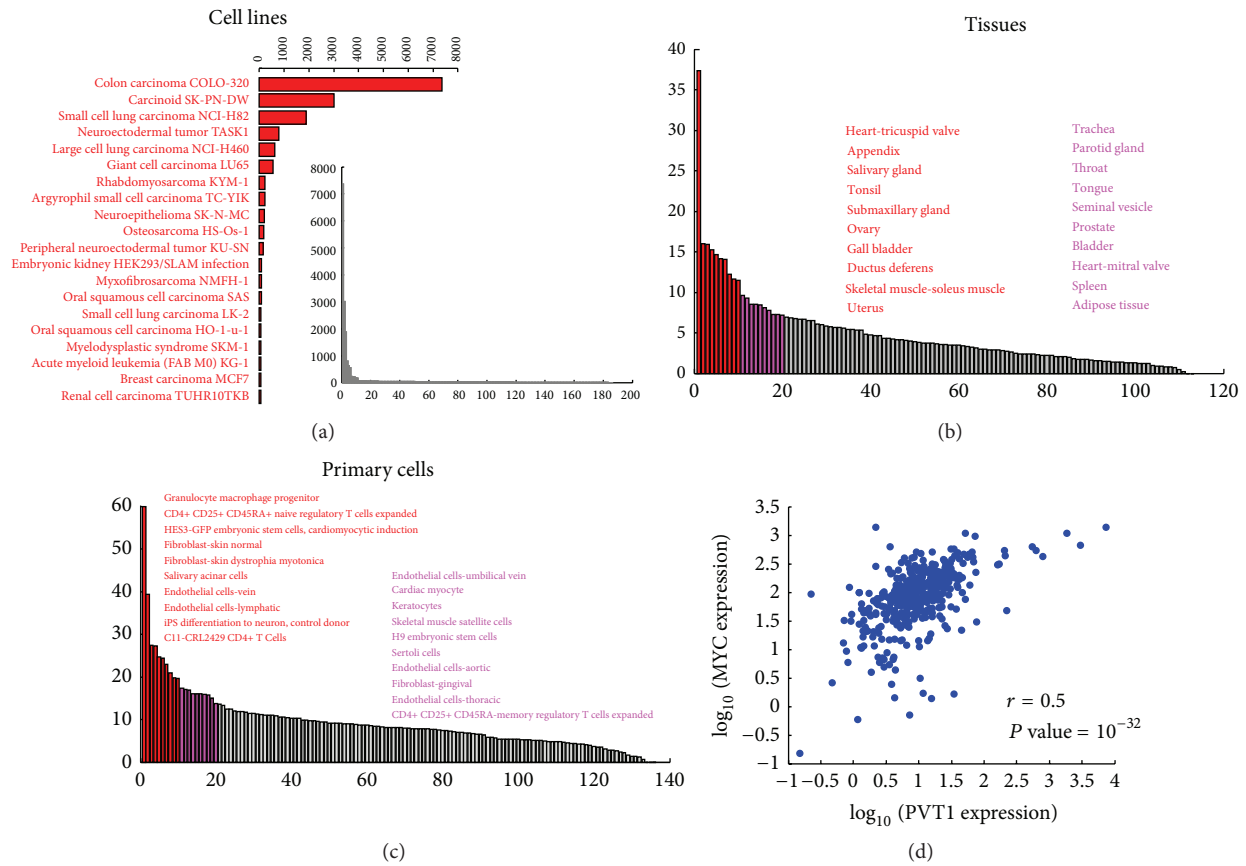 Cell lines
0 1000 2000 3000 4000 5000 6000 7000 8000
Colon carcinoma COLO-320
Carcinoid SK-PN-DW
Small cell lung carcinoma NCI-H82
Neuroectodermal tumor TASK1
Large cell lung carcinoma NCI-H460
Giant cell carcinoma LU65
Rhabdomyosarcoma KYM-1
Argyrophil small cell carcinoma TC-YIK
Neuroepithelioma SK-N-MC
Osteosarcoma HS-Os-1
Peripheral neuroectodermal tumor KU-SN
Embryonic kidney HEK293/SLAM infection
Myxofibrosarcoma NMFH-1
Oral squamous cell carcinoma SAS
Small cell lung carcinoma LK-2
Oral squamous cell carcinoma HO-1-u-1
Myelodysplastic syndrome SKM-1
Acute myeloid leukemia (FAB M0) KG-1
Breast carcinoma MCF7
Renal cell carcinoma TUHR10TKB
8000
7000
6000
5000
4000
3000
2000
1000
0
0 20 40 60 80 100 120 140 160 180 200
(a)
Tissues
40
35
30
25
20
15
10
5
0
Heart-tricuspid valve
Appendix
Salivary gland
Tonsil
Submaxillary gland
Ovary
Gall bladder
Ductus deferens
Skeletal muscle-soleus muscle
Uterus
Trachea
Parotid gland
Throat
Tongue
Seminal vesicle
Prostate
Bladder
Heart-mitral valve
Spleen
Adipose tissue
0 20 40 60 80 100 120
(b)
Primary cells
60
50
40
30
20
10
0
Granulocyte macrophage progenitor
CD4+ CD25+ CD45RA+ naive regulatory T cells expanded
HES3-GFP embryonic stem cells, cardiomyocytic induction
Fibroblast-skin normal
Fibroblast-skin dystrophia myotonica
Salivary acinar cells
Endothelial cells-vein
Endothelial cells-lymphatic
iPS differentiation to neuron, control donor
C11-CRL2429 CD4+ T Cells
Endothelial cells-umbilical vein
Cardiac myocyte
Keratocytes
Skeletal muscle satellite cells
H9 embryonic stem cells
Sertoli cells
Endothelial cells-aortic
Fibroblast-gingival
Endothelial cells-thoracic
CD4+ CD25+ CD45RA-memory regulatory T cells expanded
0 20 40 60 80 100 120 140
(c)
log10 (MYC expression)
3.5
3
2.5
2
1.5
1
0.5
0
−0.5
−1
r = 0.5
P value = 10−32
−1 −0.5 0 0.5 1 1.5 2 2.5 3 3.5 4
log10 (PVT1 expression)
(d)